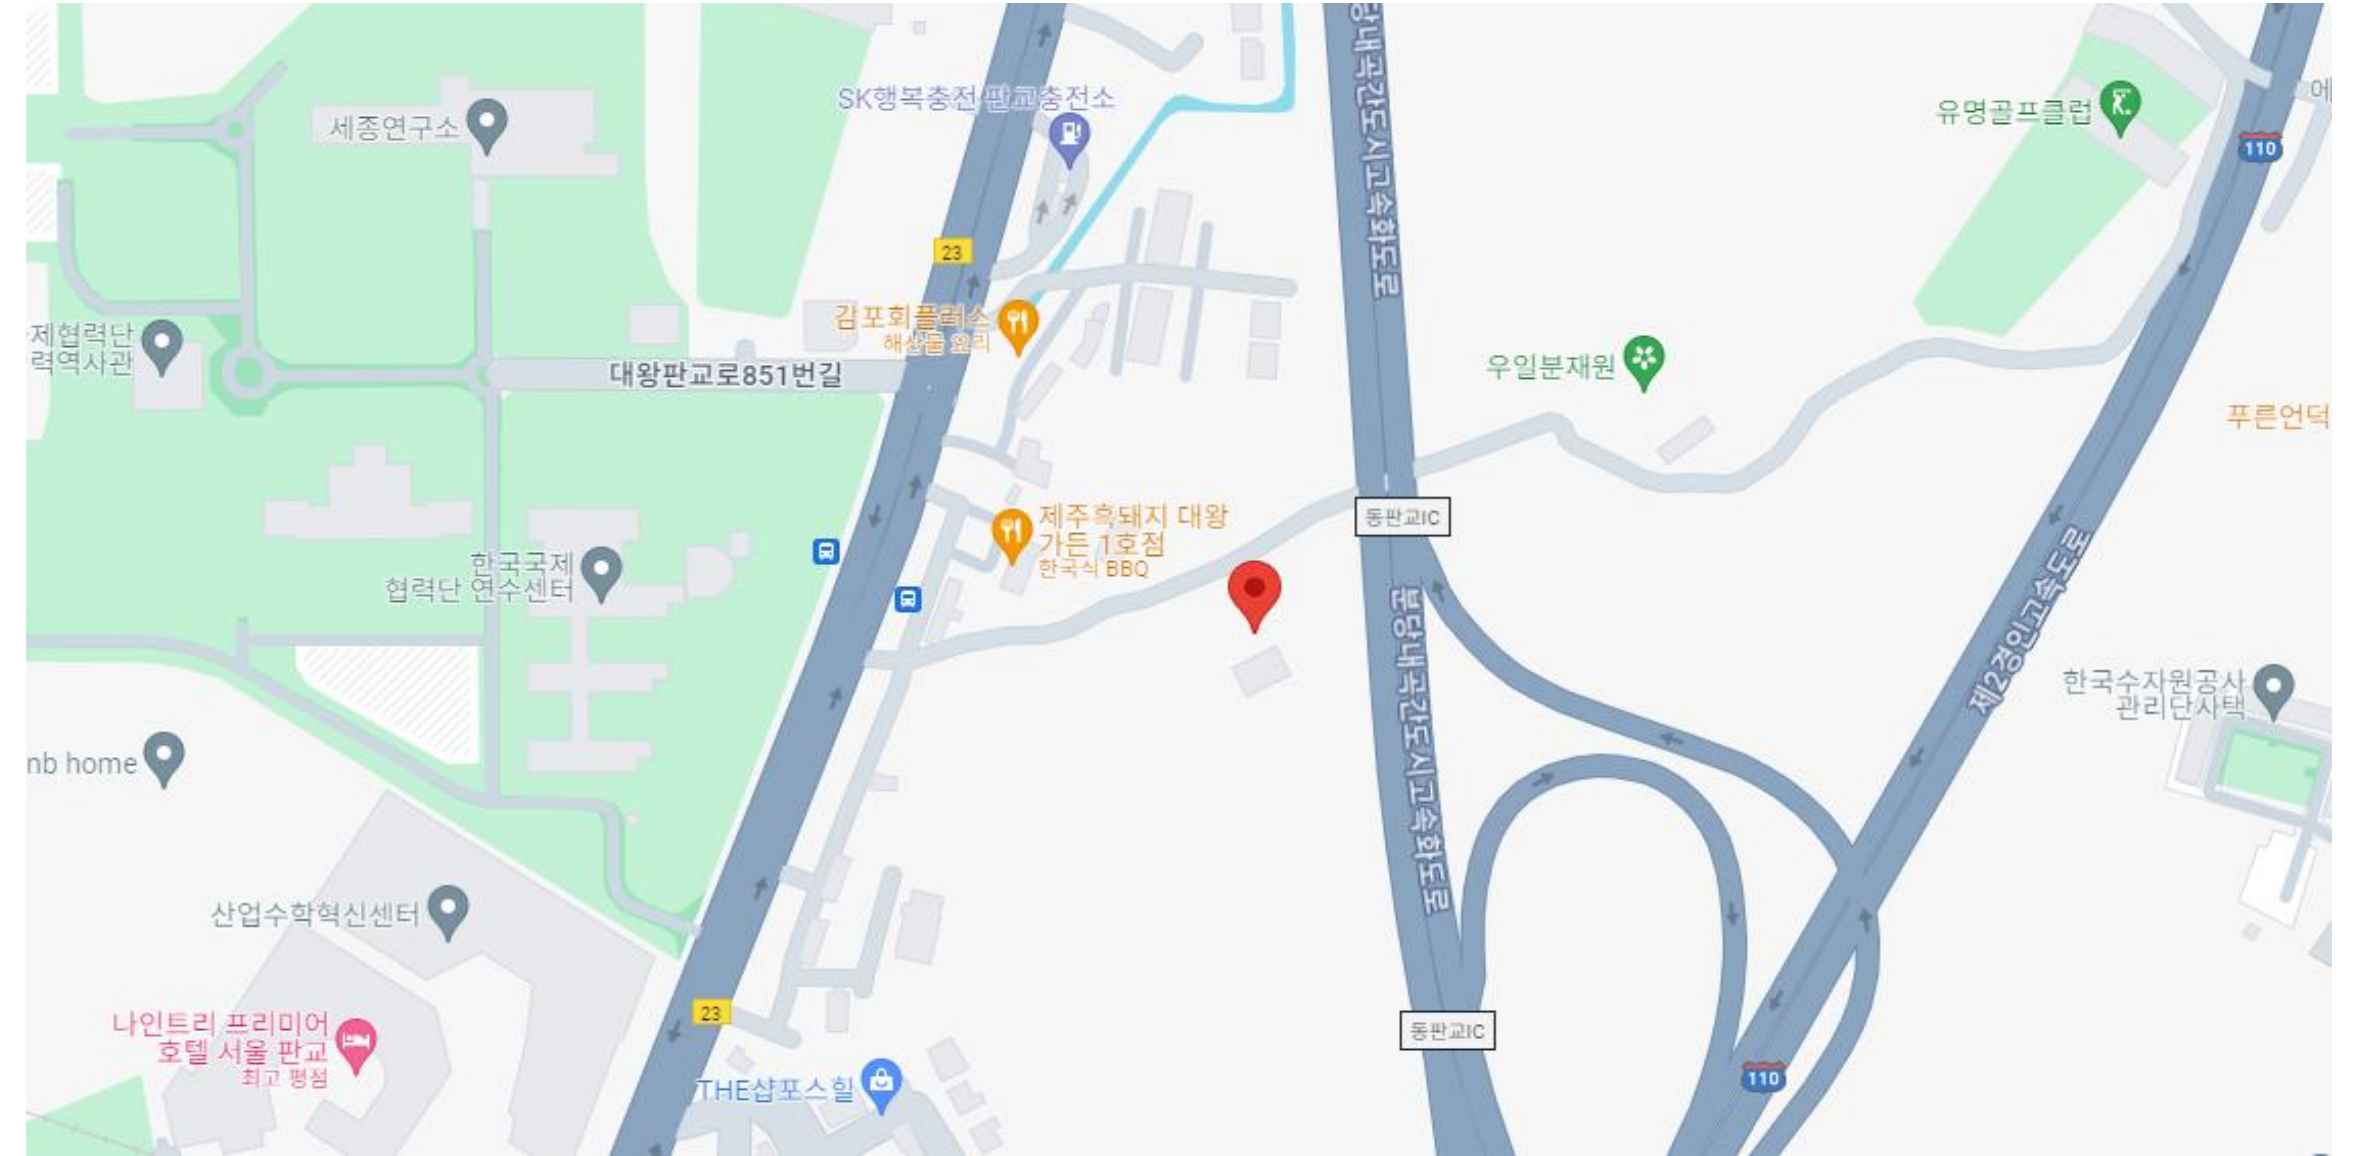 당내곡간도시고속화도로
SK행복충전 판교충전소
세종연구소
유명골프클럽
에
110
23
감포회플러스
해산물 요리
제협력단
력역사관
대왕판교로851번길
우일분재원
푸른언덕
제주흑돼지 대왕
가든 1호점
한국식 BBQ
동판교IC
한국국제
협력단 연수센터
분당내곡간도시고속화도로
제2경인고속도로
한국수자원공사
관리단사택
nb home
산업수학혁신센터
23
나인트리 프리미어
호텔 서울 판교
최고 평점
동판교IC
THE샵포스힐
110